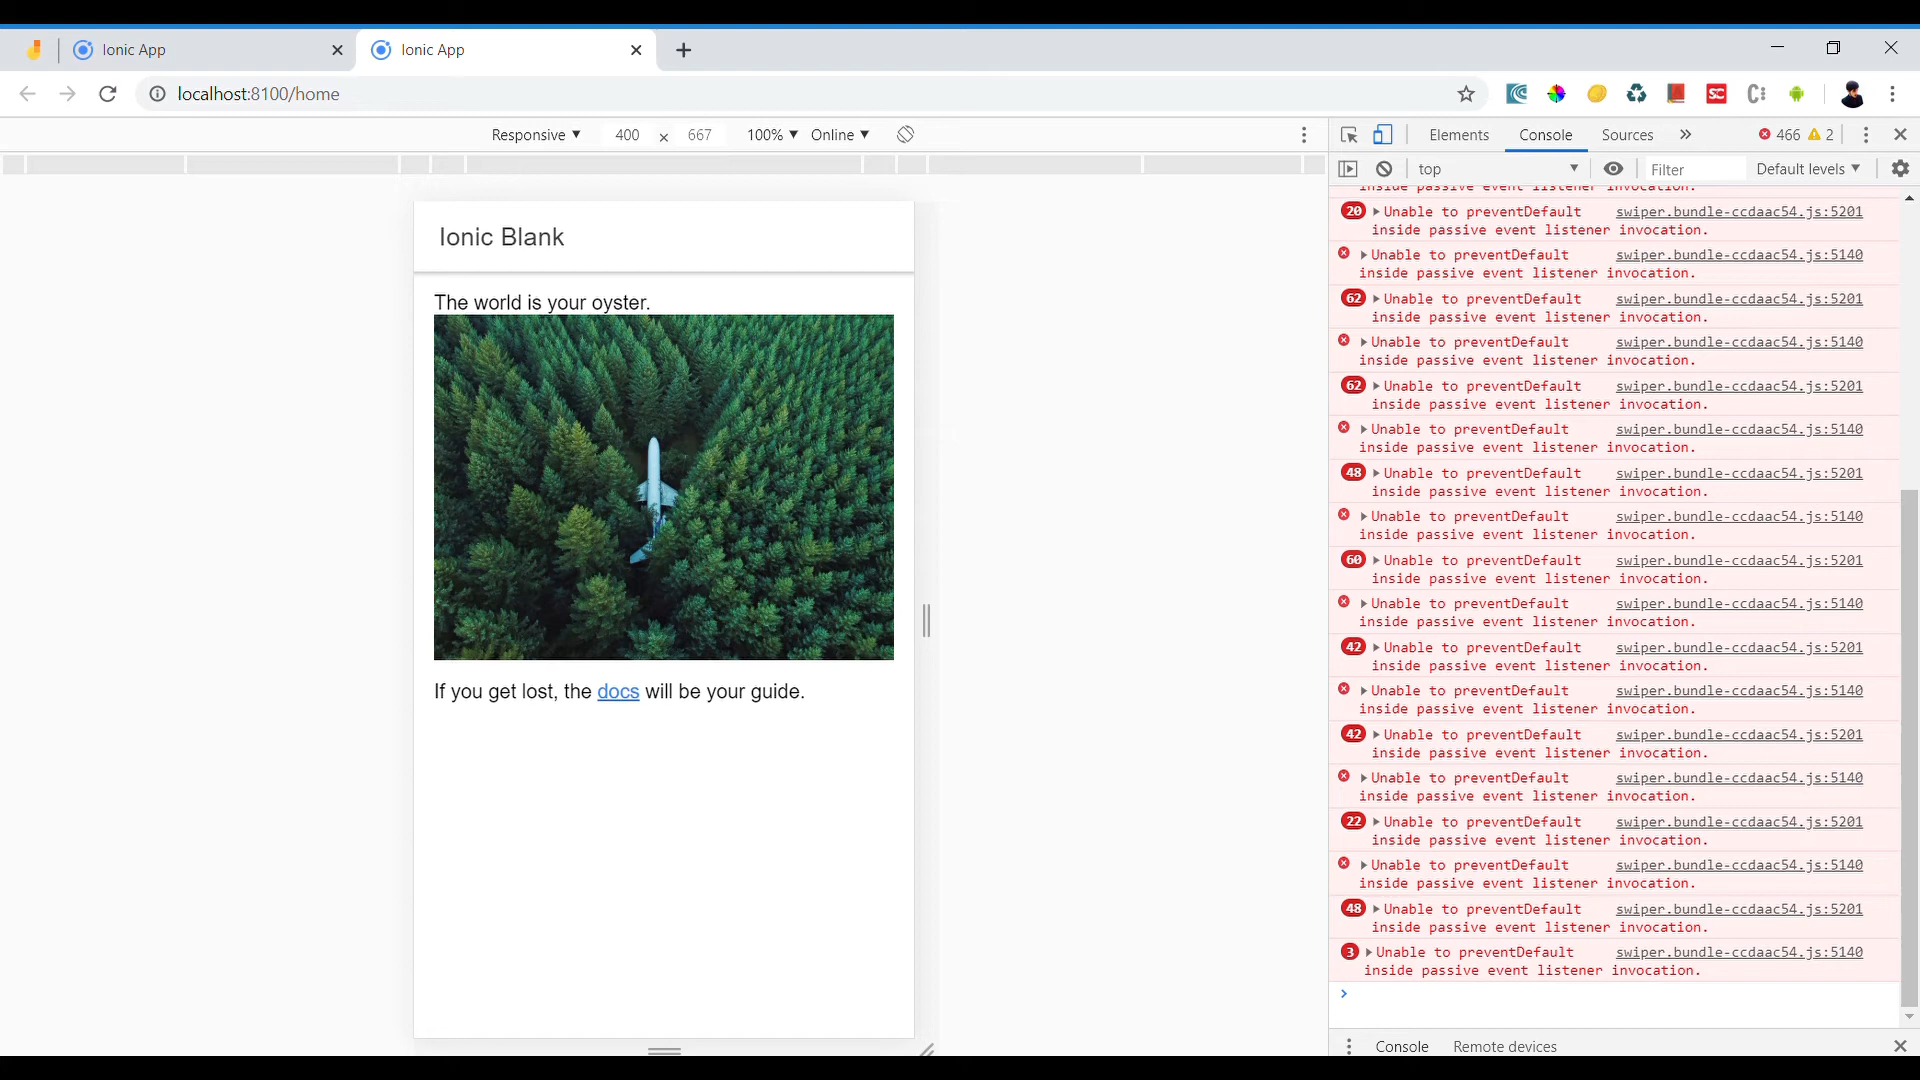 Ionic App
Ionic App
localhost:8100/home
Responsive 400 x 667 100% Online
Elements Console Sources 466 2
top Filter Default levels
Ionic Blank
The world is your oyster.
If you get lost, the docs will be your guide.
inside passive event listener invocation.
20 Unable to preventDefault swiper.bundle-ccdaac54.js:5201
inside passive event listener invocation.
Unable to preventDefault swiper.bundle-ccdaac54.js:5140
inside passive event listener invocation.
62 Unable to preventDefault swiper.bundle-ccdaac54.js:5201
inside passive event listener invocation.
Unable to preventDefault swiper.bundle-ccdaac54.js:5140
inside passive event listener invocation.
62 Unable to preventDefault swiper.bundle-ccdaac54.js:5201
inside passive event listener invocation.
Unable to preventDefault swiper.bundle-ccdaac54.js:5140
inside passive event listener invocation.
48 Unable to preventDefault swiper.bundle-ccdaac54.js:5201
inside passive event listener invocation.
Unable to preventDefault swiper.bundle-ccdaac54.js:5140
inside passive event listener invocation.
60 Unable to preventDefault swiper.bundle-ccdaac54.js:5201
inside passive event listener invocation.
Unable to preventDefault swiper.bundle-ccdaac54.js:5140
inside passive event listener invocation.
42 Unable to preventDefault swiper.bundle-ccdaac54.js:5201
inside passive event listener invocation.
Unable to preventDefault swiper.bundle-ccdaac54.js:5140
inside passive event listener invocation.
42 Unable to preventDefault swiper.bundle-ccdaac54.js:5201
inside passive event listener invocation.
Unable to preventDefault swiper.bundle-ccdaac54.js:5140
inside passive event listener invocation.
22 Unable to preventDefault swiper.bundle-ccdaac54.js:5201
inside passive event listener invocation.
Unable to preventDefault swiper.bundle-ccdaac54.js:5140
inside passive event listener invocation.
48 Unable to preventDefault swiper.bundle-ccdaac54.js:5201
inside passive event listener invocation.
3 Unable to preventDefault swiper.bundle-ccdaac54.js:5140
inside passive event listener invocation.
Console Remote devices